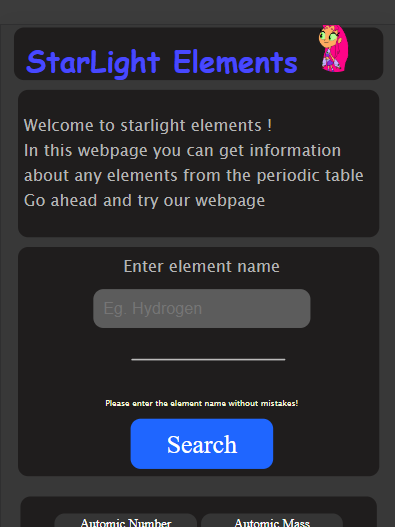 StarLight Elements
Welcome to starlight elements !
In this webpage you can get information
about any elements from the periodic table
Go ahead and try our webpage
Enter element name
Eg. Hydrogen
Please enter the element name without mistakes!
Search
Automic Number Automic Mass